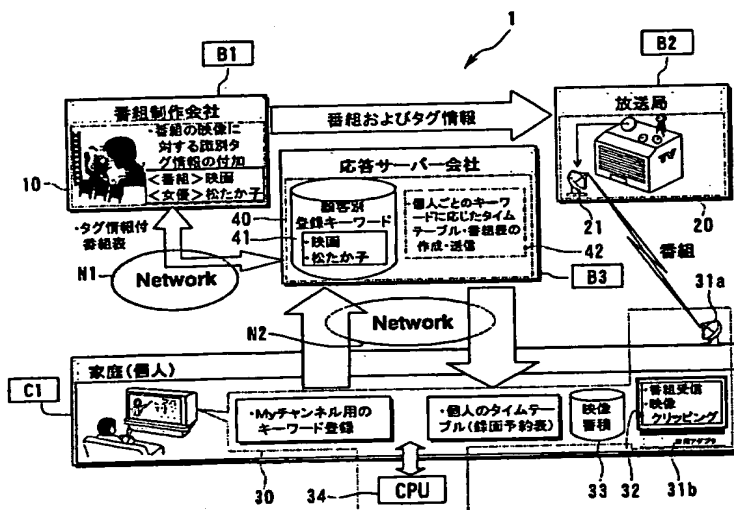 1
B1
B2
番組制作会社
・番組の映像に
対する識別タ
グ情報の付加
<番組>映画
<女優>松たか子
10
番組およびタグ情報
放送局
TV
21
20
応答サーバー会社
40
顧客別
登録キーワード
41
・映画
・松たか子
・個人ごとのキーワ
ードに応じたタイム
テーブル・番組表の
作成・送信
42
B3
・タグ情報付
番組表
N1
Network
番組
31a
N2
Network
家庭(個人)
C1
・Myチャンネル用の
キーワード登録
・個人のタイムテー
ブル(録画予約表)
映像
蓄積
・番組受信
・映像
クリッピング
30
34
CPU
33
32
31b